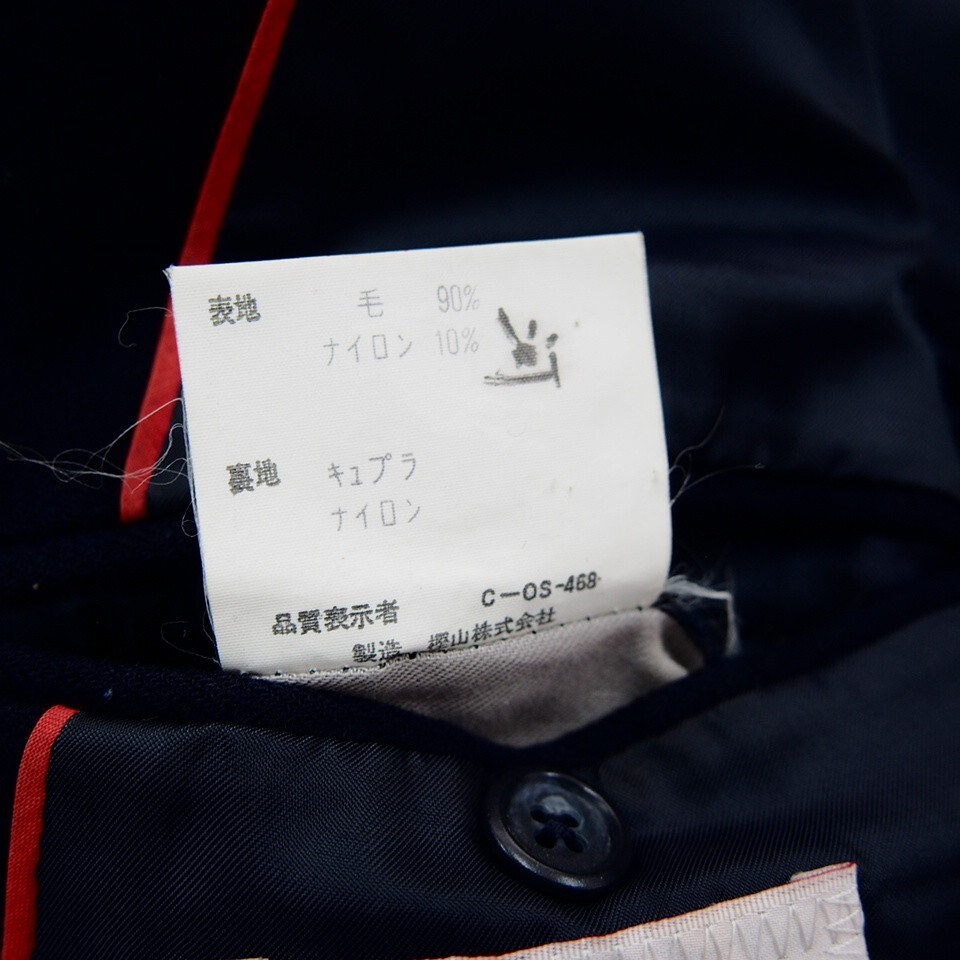 表地 毛 90%
ナイロン 10%
裏地 キュプラ
ナイロン
C-OS-468
品質表示者
製造 樫山株式会社